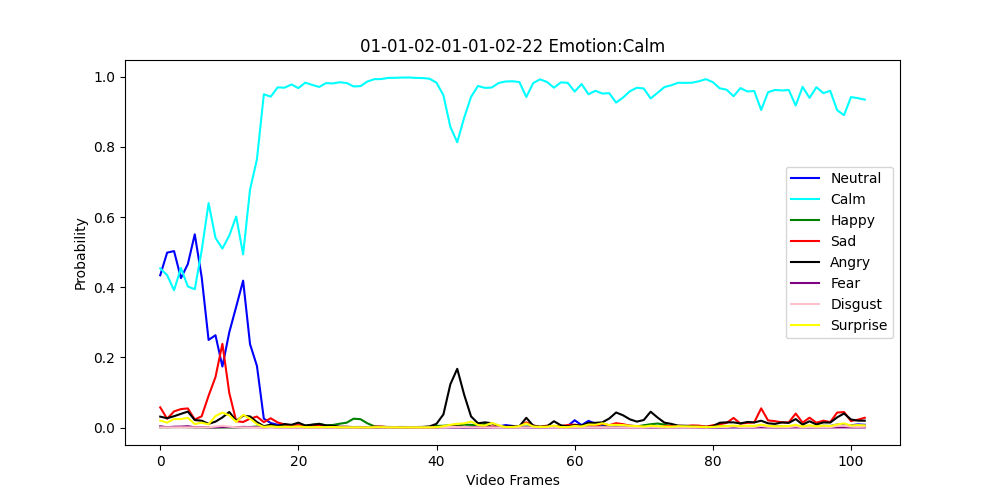 01-01-02-01-01-02-22 Emotion:Calm
Probability
1.0
0.8
0.6
0.4
0.2
0.0
Neutral
Calm
Happy
Sad
Angry
Fear
Disgust
Surprise
0 20 40 60 80 100
Video Frames